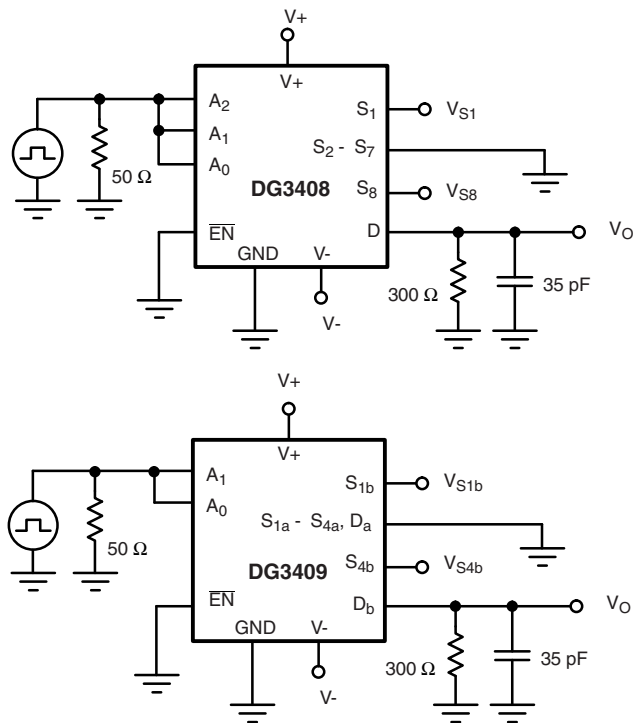 V+
V+
A2
S1
VS1
A1
S2 - S7
A0
50 Ω
DG3408
S8
VS8
EN
D
VO
GND
V-
300 Ω
35 pF
V-
V+
V+
A1
S1b
VS1b
A0
S1a - S4a, Da
50 Ω
DG3409
S4b
VS4b
EN
Db
VO
GND
V-
300 Ω
35 pF
V-